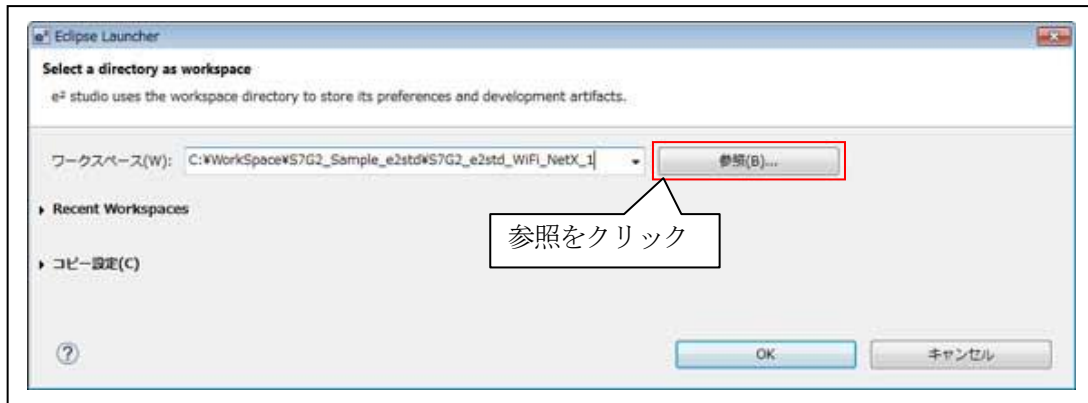 e² Eclipse Launcher
Select a directory as workspace
e² studio uses the workspace directory to store its preferences and development artifacts.
ワークスペース(W): C:¥WorkSpace¥S7G2_Sample_e2std¥S7G2_e2std_WiFi_NetX_1 参照(B)...
Recent Workspaces
参照をクリック
コピー設定(C)
? OK キャンセル